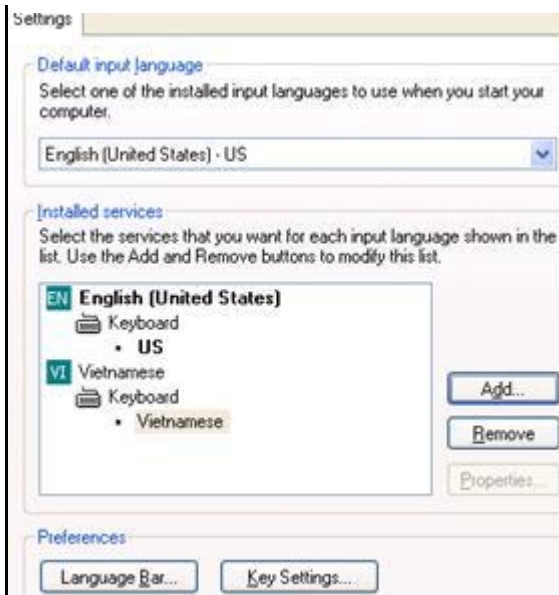 Settings
Default input language
Select one of the installed input languages to use when you start your
computer.
English (United States) - US
Installed services
Select the services that you want for each input language shown in the
list. Use the Add and Remove buttons to modify this list.
EN English (United States)
Keyboard
• US
VI Vietnamese
Keyboard
• Vietnamese
Add...
Remove
Properties...
Preferences
Language Bar...
Key Settings...